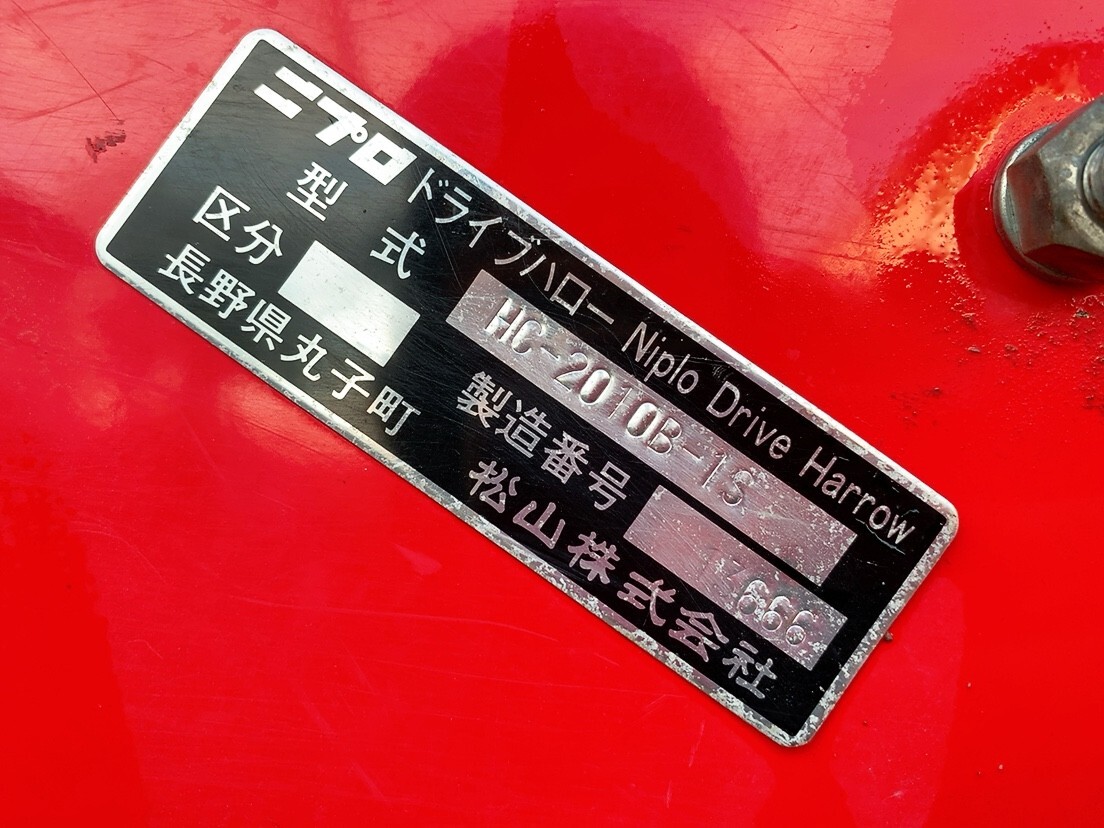 ニプロ ドライブハロー Niplo Drive Harrow
型式 HC-2010B-1S
区分 製造番号 666
長野県丸子町 松山株式会社